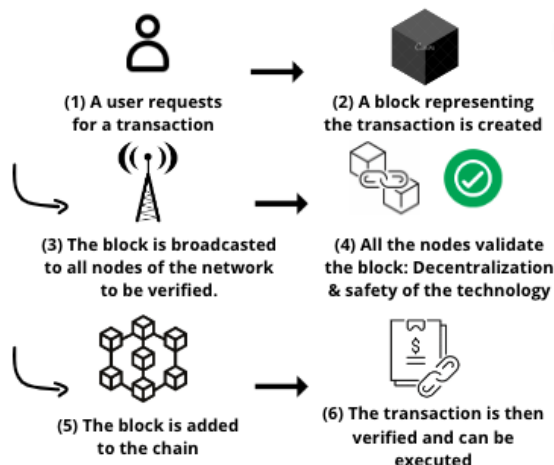 (1) A user requests
for a transaction
(2) A block representing
the transaction is created
(3) The block is broadcasted
to all nodes of the network
to be verified.
(4) All the nodes validate
the block: Decentralization
& safety of the technology
(5) The block is added
to the chain
$
(6) The transaction is then
verified and can be
executed